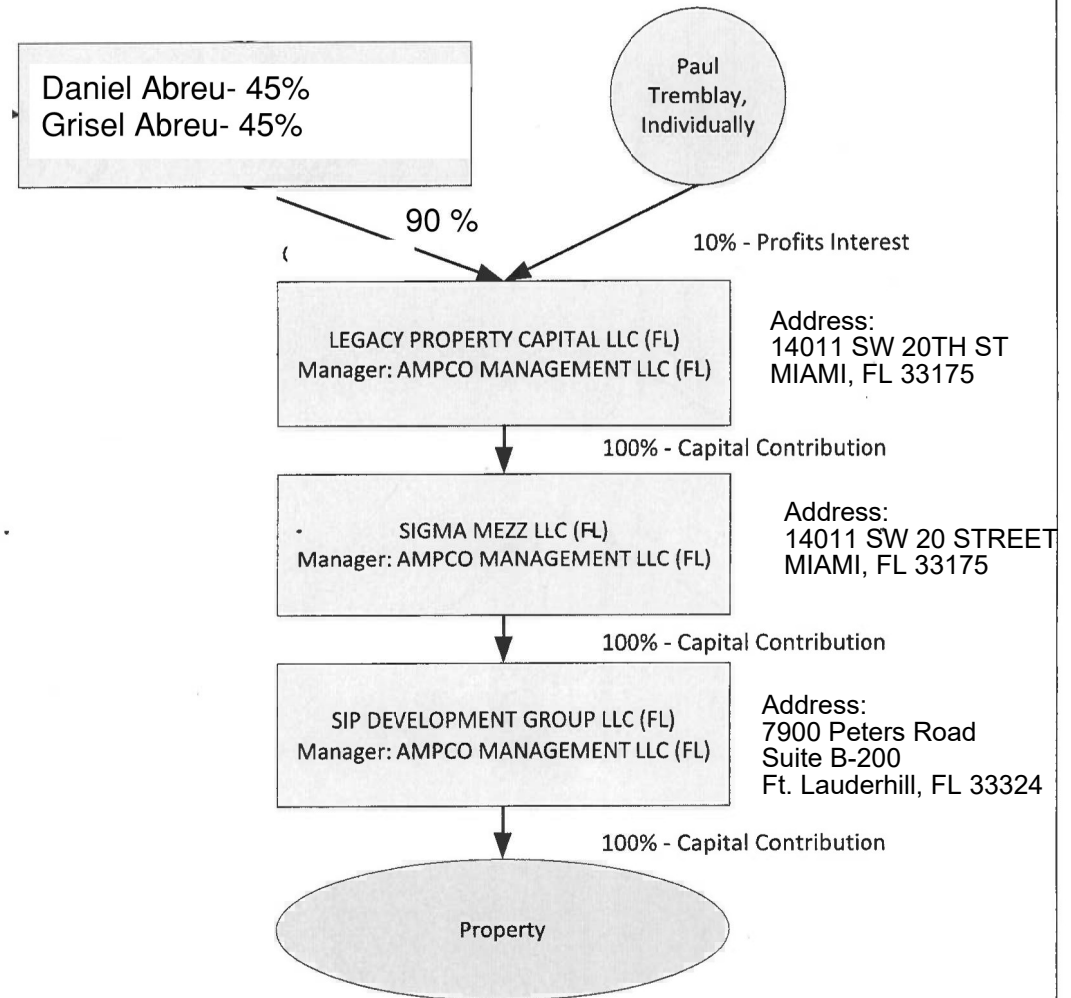 Daniel Abreu- 45%
Grisel Abreu- 45%
Paul
Tremblay,
Individually
90 %
10% - Profits Interest
LEGACY PROPERTY CAPITAL LLC (FL)
Manager: AMPCO MANAGEMENT LLC (FL)
Address:
14011 SW 20TH ST
MIAMI, FL 33175
100% - Capital Contribution
SIGMA MEZZ LLC (FL)
Manager: AMPCO MANAGEMENT LLC (FL)
Address:
14011 SW 20 STREET
MIAMI, FL 33175
100% - Capital Contribution
SIP DEVELOPMENT GROUP LLC (FL)
Manager: AMPCO MANAGEMENT LLC (FL)
Address:
7900 Peters Road
Suite B-200
Ft. Lauderhill, FL 33324
100% - Capital Contribution
Property